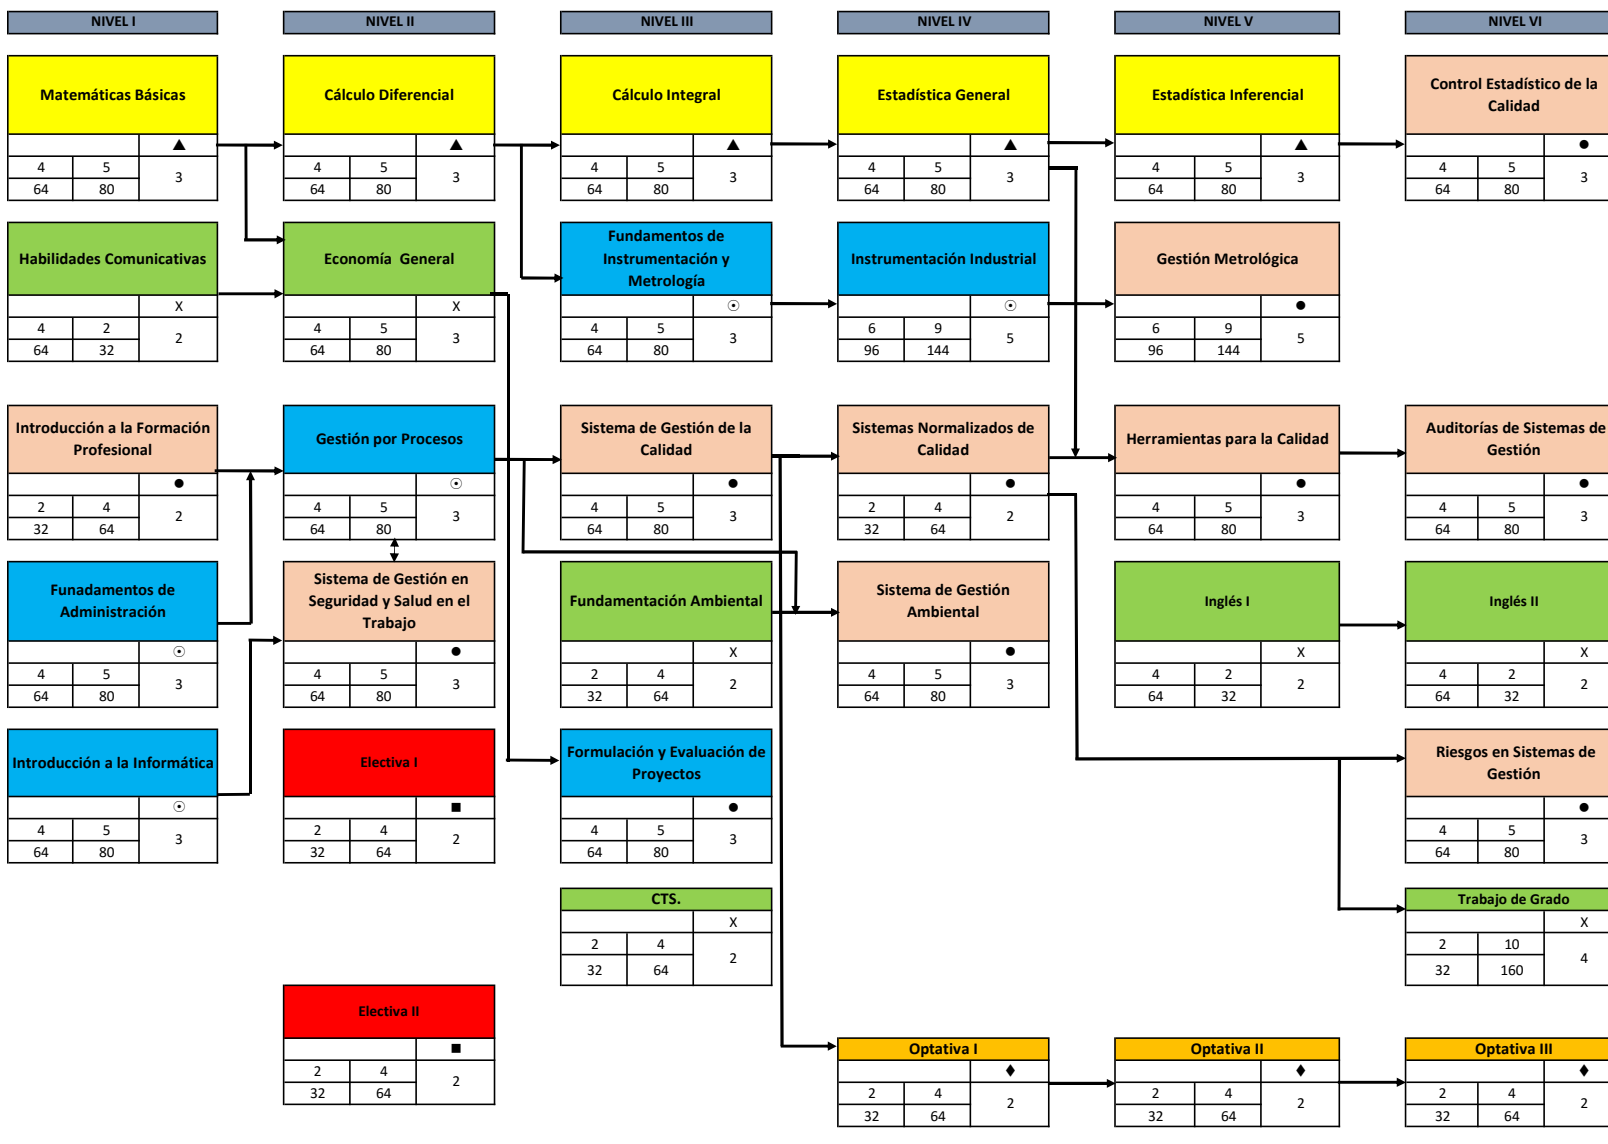 NIVEL I NIVEL II NIVEL III NIVEL IV NIVEL V NIVEL VI
Matemáticas Básicas Cálculo Diferencial Cálculo Integral Estadística General Estadística Inferencial Control Estadístico de la
Calidad
▲ ▲ ▲ ▲ ▲ ●
4 5 3 4 5 3 4 5 3 4 5 3 4 5 3 4 5 3
64 80 64 80 64 80 64 80 64 80 64 80
Habilidades Comunicativas Economía General Fundamentos de
Instrumentación y
Metrología Instrumentación Industrial Gestión Metrológica
X X ⊙ ⊙ ●
4 2 2 4 5 3 4 5 3 6 9 5 6 9 5
64 32 64 80 64 80 96 144 96 144
Introducción a la Formación
Profesional Gestión por Procesos Sistema de Gestión de la
Calidad Sistemas Normalizados de
Calidad Herramientas para la Calidad Auditorías de Sistemas de
Gestión
● ⊙ ● ● ● ●
2 4 2 4 5 3 4 5 3 2 4 2 4 5 3 4 5 3
32 64 64 80 64 80 32 64 64 80 64 80
Funadamentos de
Administración Sistema de Gestión en
Seguridad y Salud en el
Trabajo Fundamentación Ambiental Sistema de Gestión
Ambiental Inglés I Inglés II
⊙ ● X ● X X
4 5 3 4 5 3 2 4 2 4 5 3 4 2 2 4 2 2
64 80 64 80 32 64 64 80 64 32 64 32
Introducción a la Informática Electiva I Formulación y Evaluación de
Proyectos Riesgos en Sistemas de
Gestión
⊙ ■ ● ●
4 5 3 2 4 2 4 5 3 4 5 3
64 80 32 64 64 80 64 80
CTS. Trabajo de Grado
X X
2 4 2 2 10 4
32 64 32 160
Electiva II
■
2 4 2
32 64
Optativa I Optativa II Optativa III
♦ ♦ ♦
2 4 2 2 4 2 2 4 2
32 64 32 64 32 64